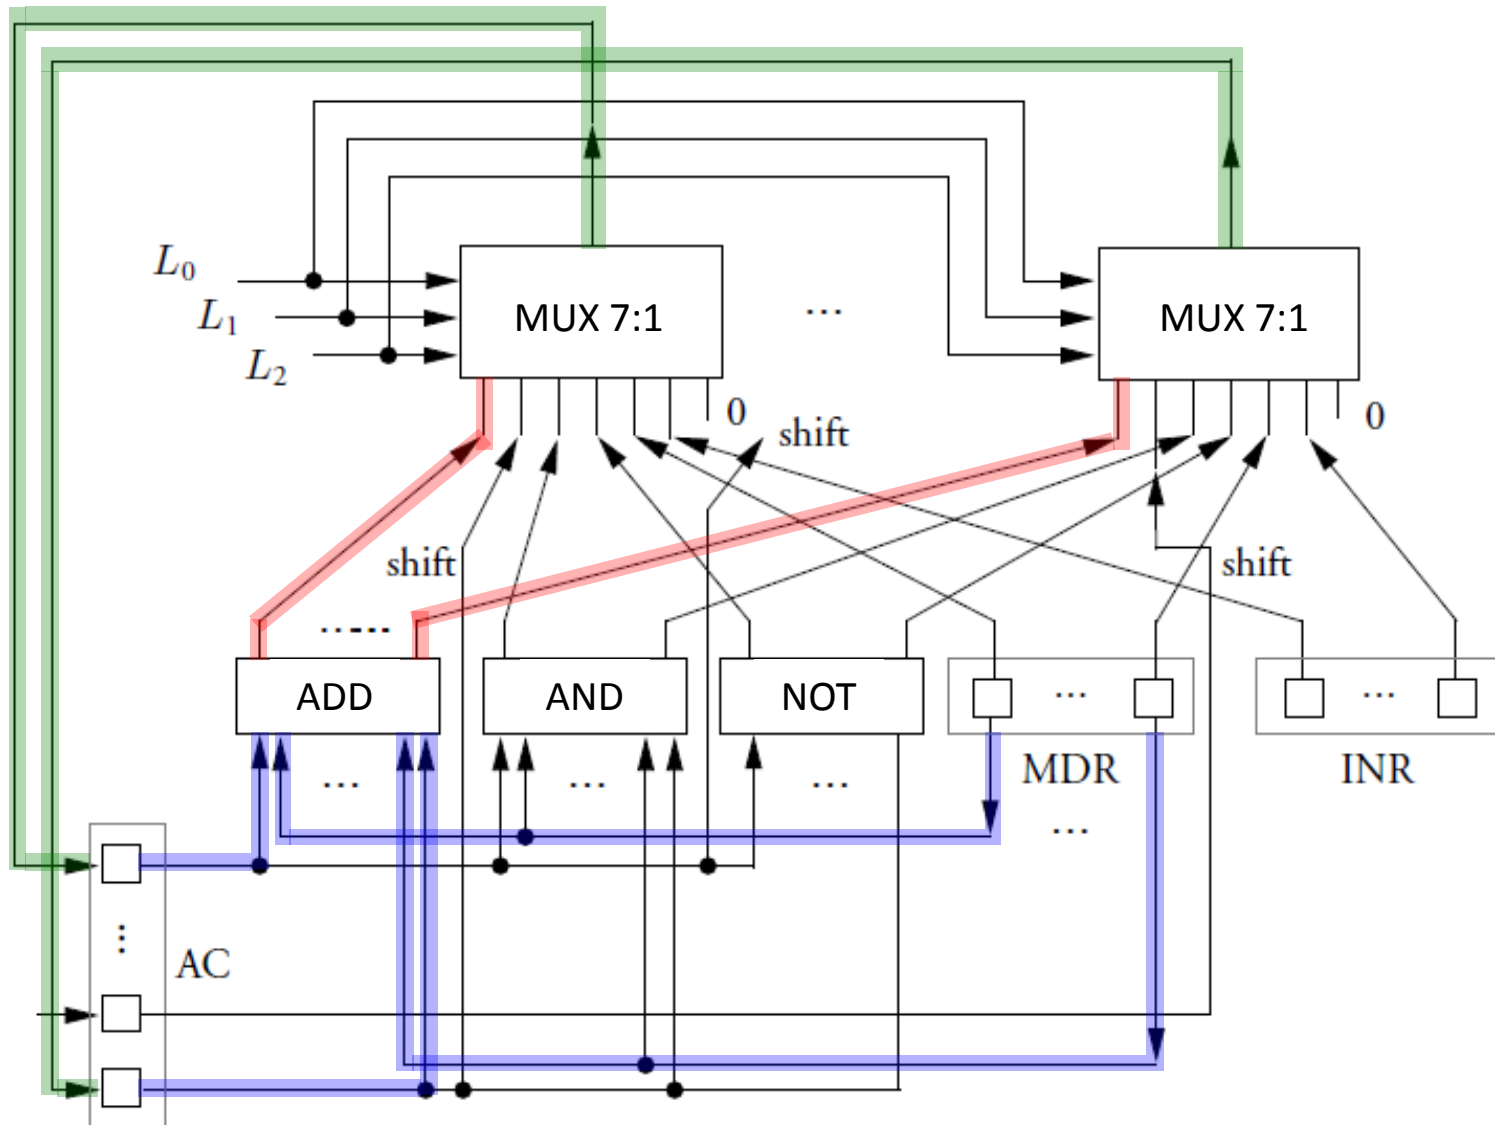 L0
L1
L2
MUX 7:1
...
MUX 7:1
0
shift
0
shift
shift
......
ADD
AND
NOT
...
...
...
...
...
MDR
INR
...
...
AC